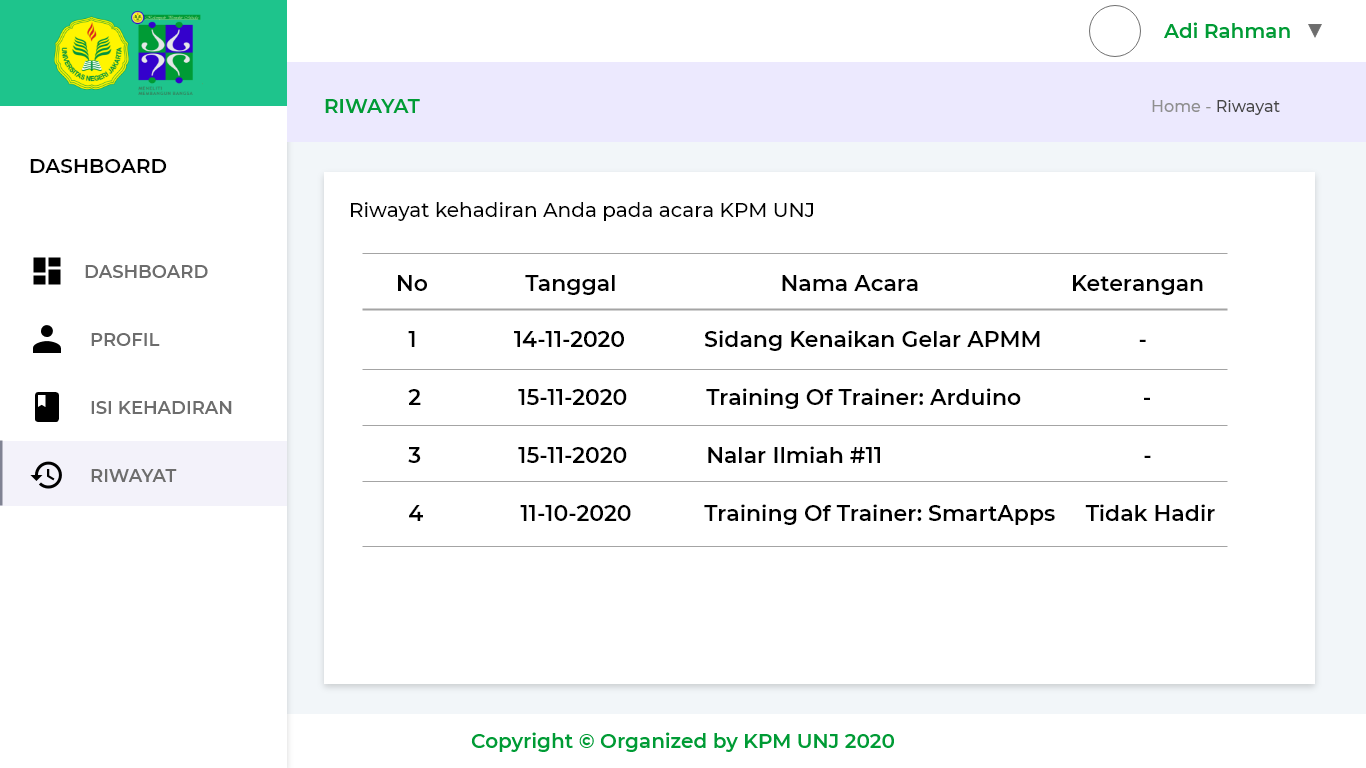 UNIVERSITAS NEGERI JAKARTA
Adi Rahman ▼
RIWAYAT
Home - Riwayat
DASHBOARD
Riwayat kehadiran Anda pada acara KPM UNJ
No Tanggal Nama Acara Keterangan
DASHBOARD
1 14-11-2020 Sidang Kenaikan Gelar APMM -
PROFIL
2 15-11-2020 Training Of Trainer: Arduino -
ISI KEHADIRAN
3 15-11-2020 Nalar Ilmiah #11 -
RIWAYAT
4 11-10-2020 Training Of Trainer: SmartApps Tidak Hadir
Copyright © Organized by KPM UNJ 2020